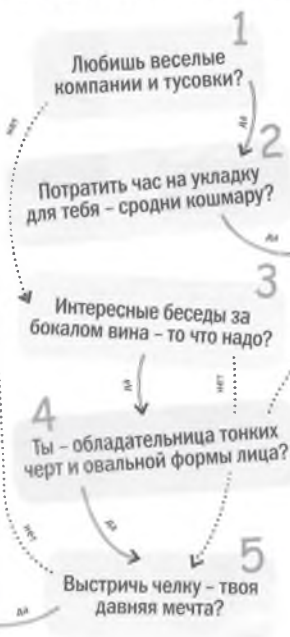 1
Любишь веселые
компании и тусовки?
нет
да
2
Потратить час на укладку
для тебя – сродни кошмару?
да
3
Интересные беседы за
бокалом вина – то что надо?
да
нет
4
Ты – обладательница тонких
черт и овальной формы лица?
да
нет
5
Выстричь челку – твоя
давняя мечта?
да